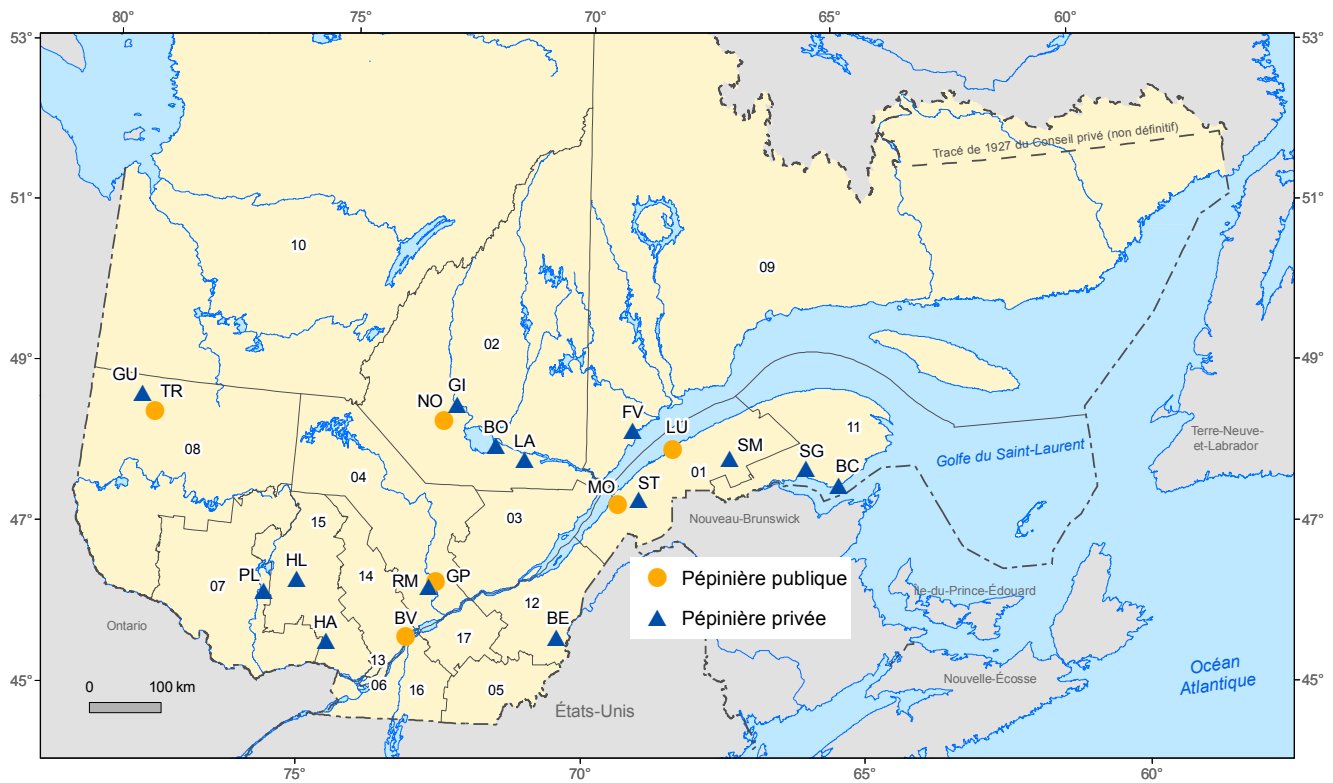 80° 75° 70° 65° 60°
53° 53°
Tracé de 1927 du Conseil privé (non définitif)
51° 51°
10
09
02
49° 49°
GU
TR
NO
GI
BO
LA
FV
LU
SM
SG
BC
11
01
Golfe du Saint-Laurent
Terre-Neuve-
et-Labrador
08
04
MO
ST
03
47° 47°
Nouveau-Brunswick
15
14
07
PL
HL
RM
GP
12
Pépinière publique
Pépinière privée
Île-du-Prince-Édouard
Ontario
HA
BV
17
BE
13
06
16
05
45° 45°
0 100 km
États-Unis
Nouvelle-Écosse
Océan
Atlantique
75° 70° 65° 60°